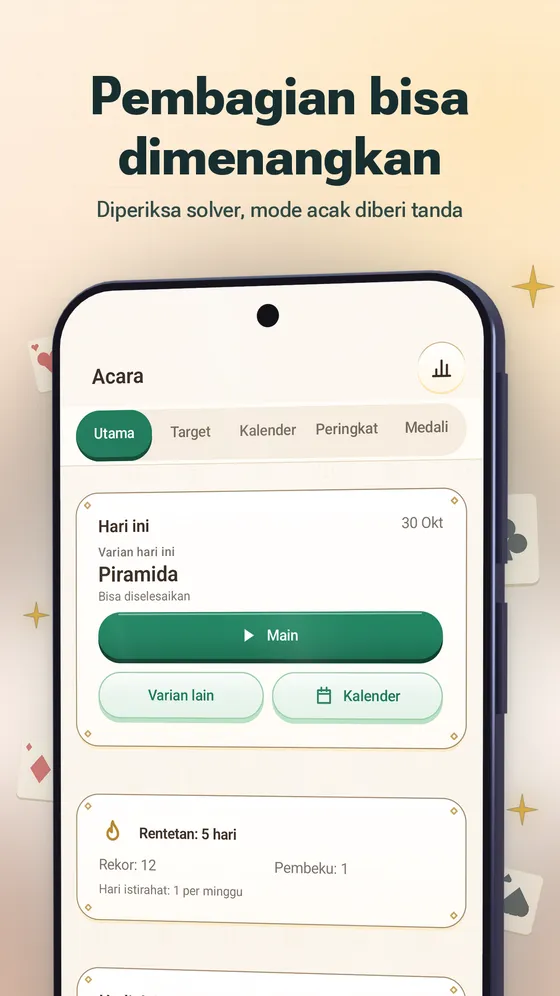 Pembagian bisa
dimenangkan
Diperiksa solver, mode acak diberi tanda
Acara
Utama
Target
Kalender
Peringkat
Medali
Hari ini
30 Okt
Varian hari ini
Piramida
Bisa diselesaikan
Main
Varian lain
Kalender
Rentetan: 5 hari
Rekor: 12
Pembeku: 1
Hari istirahat: 1 per minggu